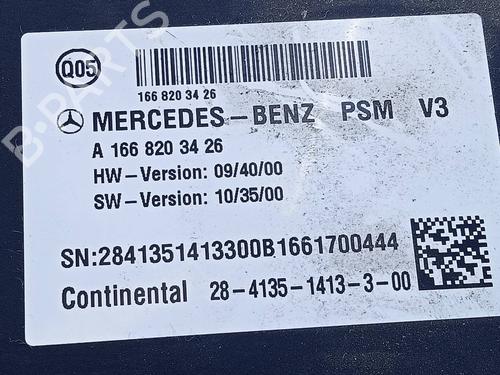 Q05
166 820 34 26
MERCEDES-BENZ PSM V3
A 166 820 34 26
HW-Version: 09/40/00
SW-Version: 10/35/00
SN:2841351413300B1661700444
Continental 28-4135-1413-3-00
B-PARTS